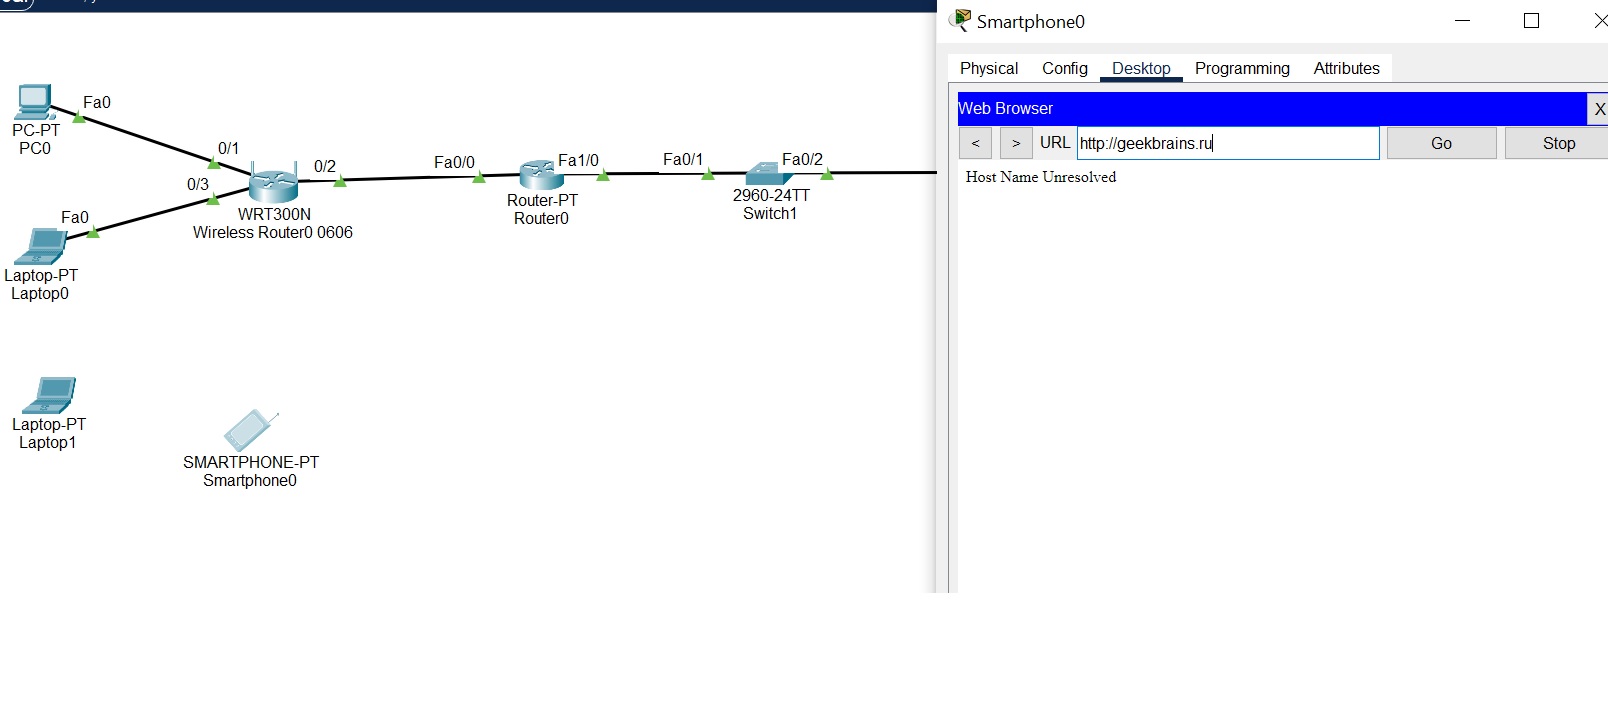 Smartphone0
Physical Config Desktop Programming Attributes
Web Browser
X
< > URL http://geekbrains.ru Go Stop
Host Name Unresolved
Fa0
PC-PT
PC0
0/1
0/2
0/3
Fa0
Laptop-PT
Laptop0
WRT300N
Wireless Router0 0606
Fa0/0
Fa1/0
Router-PT
Router0
Fa0/1
Fa0/2
2960-24TT
Switch1
Laptop-PT
Laptop1
SMARTPHONE-PT
Smartphone0